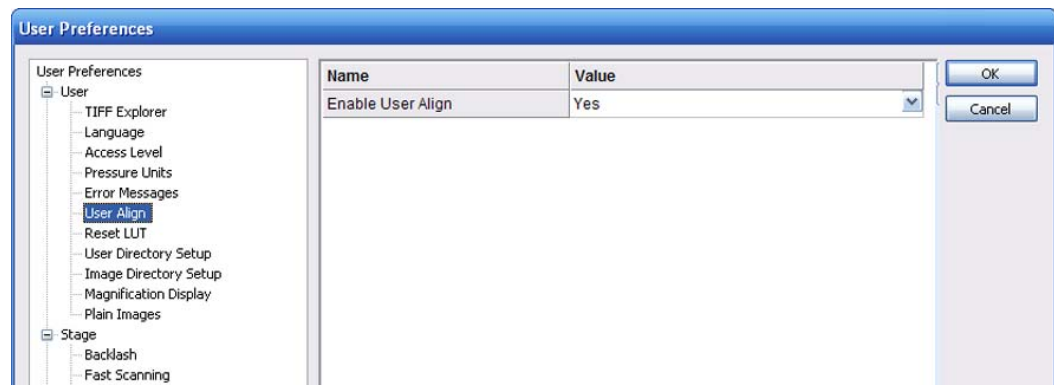 User Preferences
User Preferences
User
TIFF Explorer
Language
Access Level
Pressure Units
Error Messages
User Align
Reset LUT
User Directory Setup
Image Directory Setup
Magnification Display
Plain Images
Stage
Backlash
Fast Scanning
Name Value
Enable User Align Yes
OK
Cancel